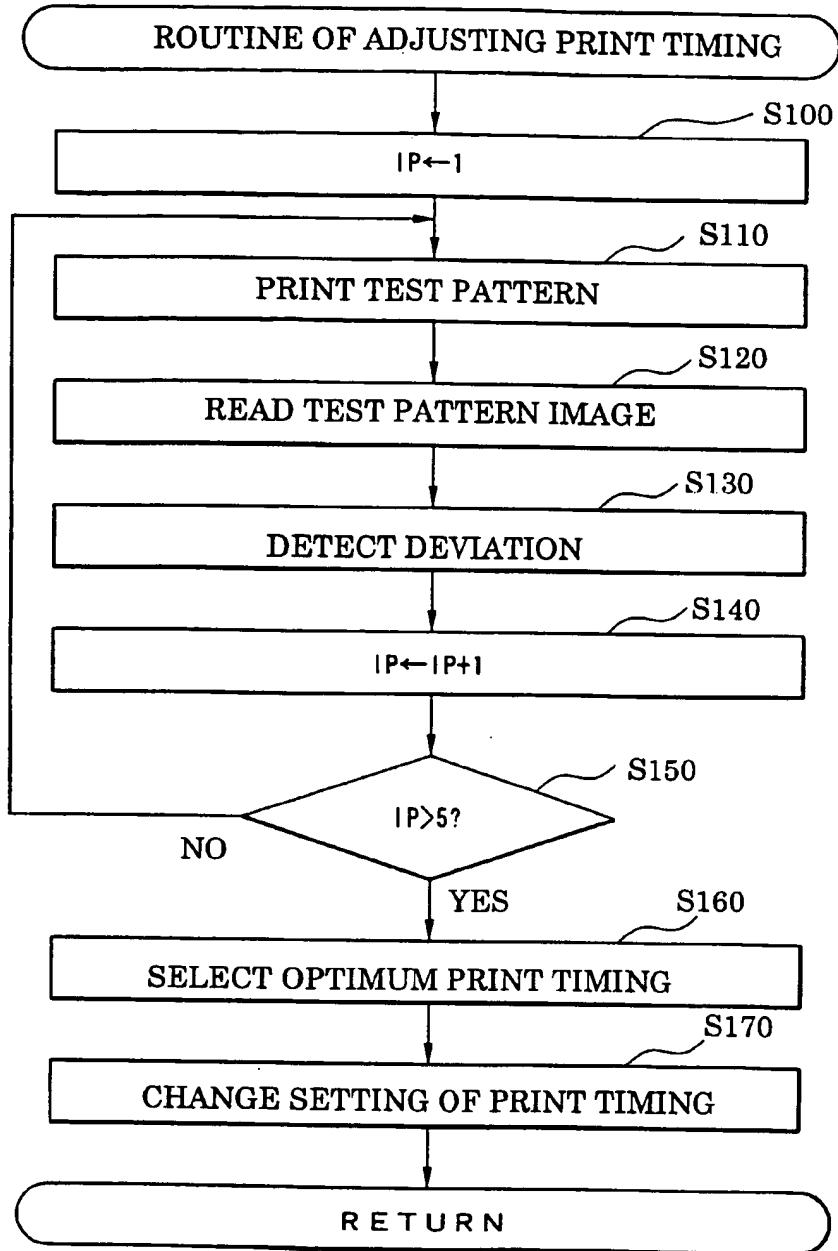 ROUTINE OF ADJUSTING PRINT TIMING
S100
IP←1
S110
PRINT TEST PATTERN
S120
READ TEST PATTERN IMAGE
S130
DETECT DEVIATION
S140
IP←IP+1
S150
IP>5?
NO
YES
S160
SELECT OPTIMUM PRINT TIMING
S170
CHANGE SETTING OF PRINT TIMING
RETURN